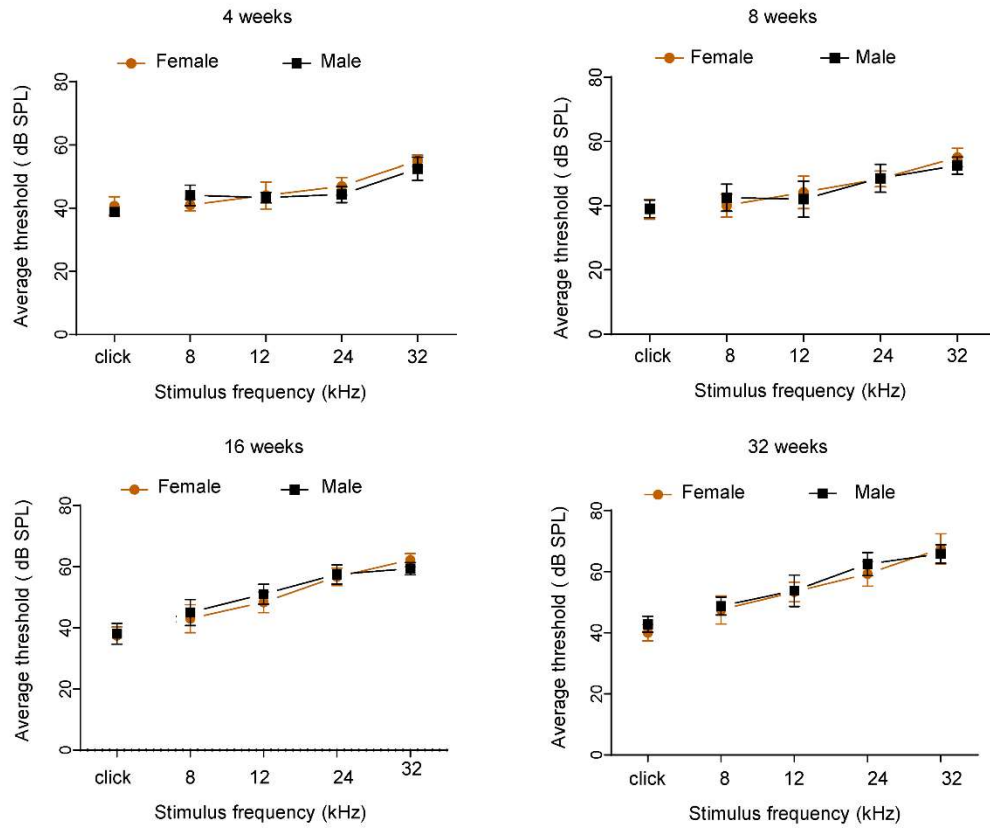 4 weeks
Female Male
Average threshold ( dB SPL)
80
60
40
20
0
click 8 12 24 32
Stimulus frequency (kHz)
8 weeks
Female Male
Average threshold ( dB SPL)
80
60
40
20
0
click 8 12 24 32
Stimulus frequency (kHz)
16 weeks
Female Male
Average threshold ( dB SPL)
80
60
40
20
0
click 8 12 24 32
Stimulus frequency (kHz)
32 weeks
Female Male
Average threshold ( dB SPL)
80
60
40
20
0
click 8 12 24 32
Stimulus frequency (kHz)